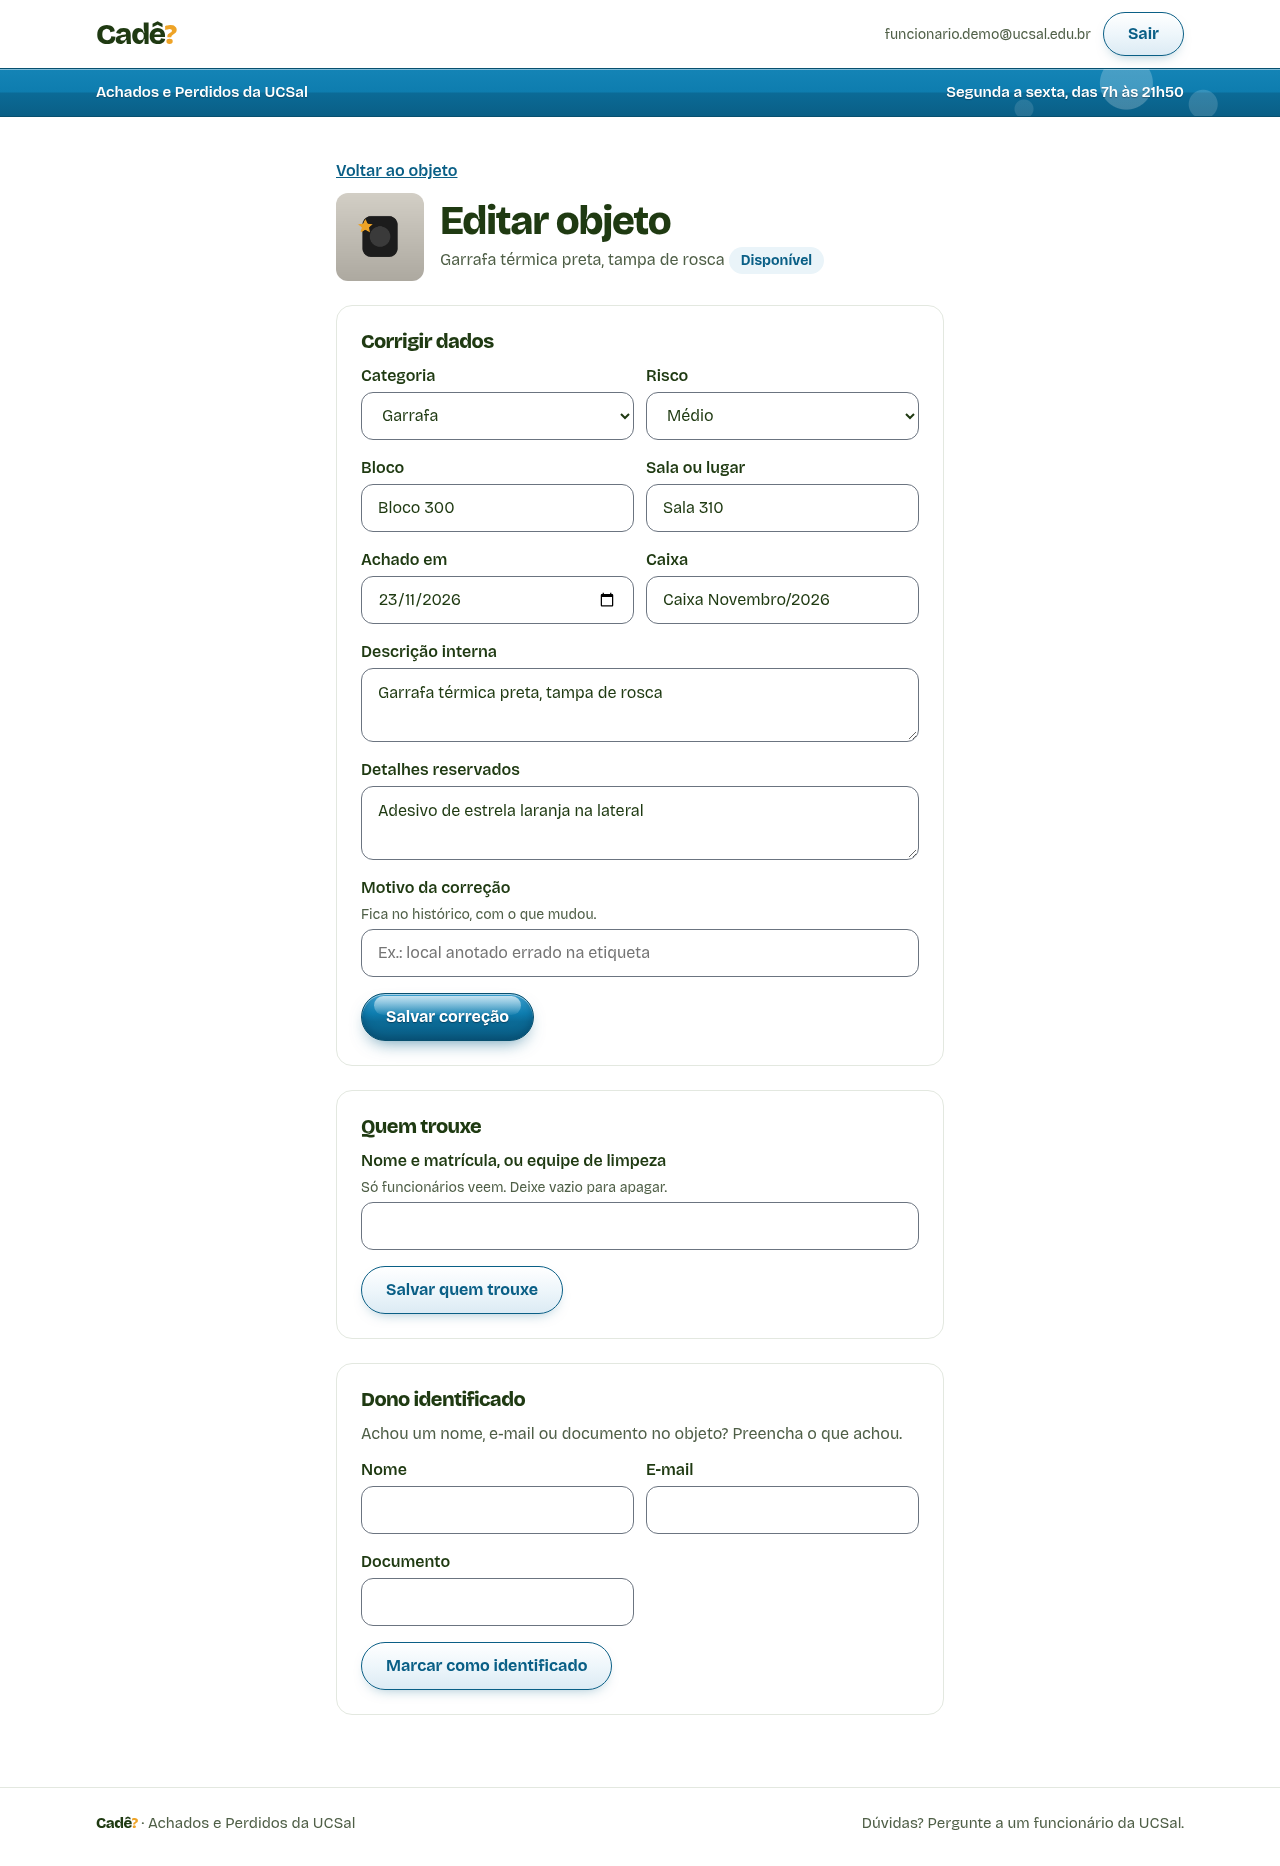 Cadê?
funcionario.demo@ucsal.edu.br
Sair
Achados e Perdidos da UCSal
Segunda a sexta, das 7h às 21h50
Voltar ao objeto
Editar objeto
Garrafa térmica preta, tampa de rosca
Disponível
Corrigir dados
Categoria
Risco
Garrafa
Médio
Bloco
Sala ou lugar
Bloco 300
Sala 310
Achado em
Caixa
23/11/2026
Caixa Novembro/2026
Descrição interna
Garrafa térmica preta, tampa de rosca
Detalhes reservados
Adesivo de estrela laranja na lateral
Motivo da correção
Fica no histórico, com o que mudou.
Ex.: local anotado errado na etiqueta
Salvar correção
Quem trouxe
Nome e matrícula, ou equipe de limpeza
Só funcionários veem. Deixe vazio para apagar.
Salvar quem trouxe
Dono identificado
Achou um nome, e-mail ou documento no objeto? Preencha o que achou.
Nome
E-mail
Documento
Marcar como identificado
Cadê? · Achados e Perdidos da UCSal
Dúvidas? Pergunte a um funcionário da UCSal.